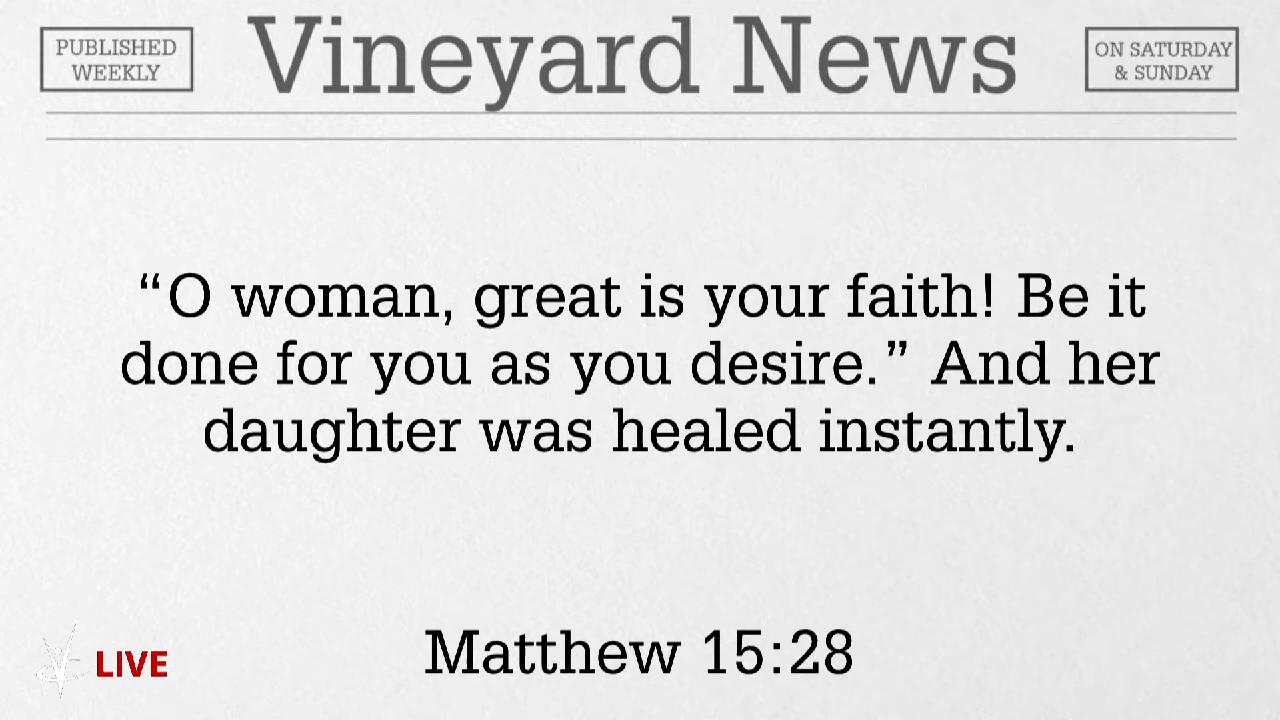 PUBLISHED
WEEKLY
Vineyard News
ON SATURDAY
& SUNDAY
“O woman, great is your faith! Be it
done for you as you desire.” And her
daughter was healed instantly.
Matthew 15:28
LIVE